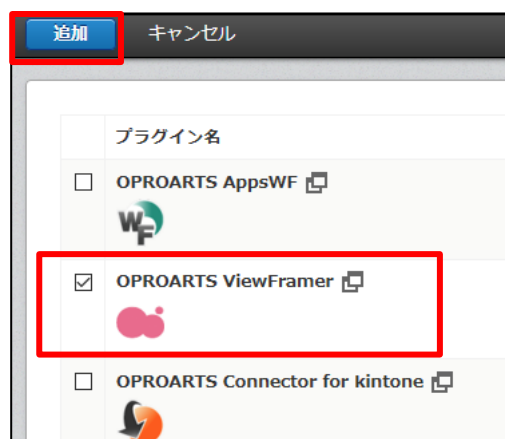 追加 キャンセル
プラグイン名
OPROARTS AppsWF
WF
OPROARTS ViewFramer
OPROARTS Connector for kintone